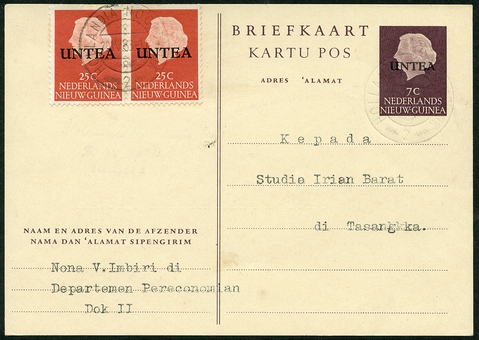 UNTEA UNTEA
25C 25C
NEDERLANDS NEDERLANDS
NIEUW-GUINEA NIEUW-GUINEA
BRIEFKAART
KARTU POS
ADRES 'ALAMAT
UNTEA
7C
NEDERLANDS
NIEUW-GUINEA
Kepada
Studia Irian Barat
di Tasangkka.
NAAM EN ADRES VAN DE AFZENDER
NAMA DAN 'ALAMAT SIPENGIRIM
Nona V.Imbiri di
Departemen Pereconomian
Dok II